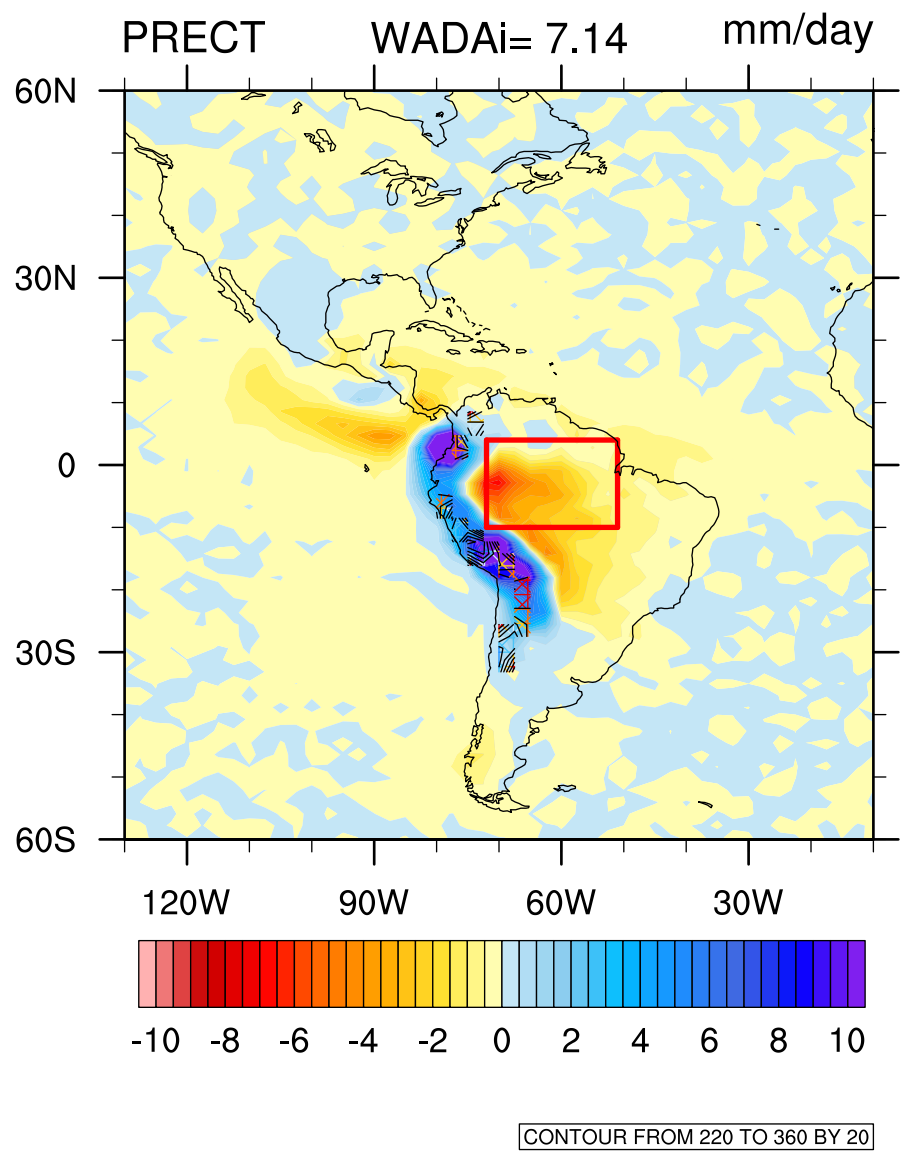 PRECT WADAi= 7.14 mm/day
60N
30N
0
30S
60S
120W 90W 60W 30W
-10 -8 -6 -4 -2 0 2 4 6 8 10
CONTOUR FROM 220 TO 360 BY 20